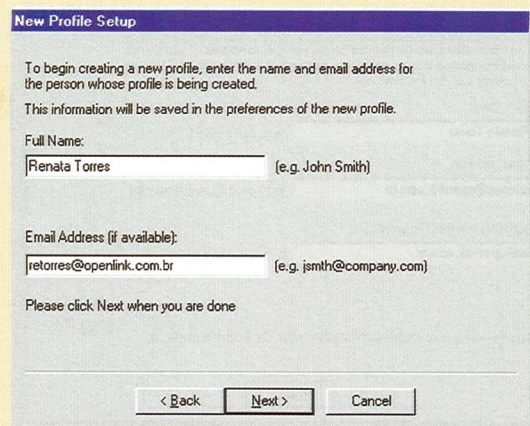 New Profile Setup
To begin creating a new profile, enter the name and email address for
the person whose profile is being created.
This information will be saved in the preferences of the new profile.
Full Name:
Renata Torres (e.g. John Smith)
Email Address (if available):
retorres@openlink.com.br (e.g. jsmth@company.com)
Please click Next when you are done
< Back Next > Cancel